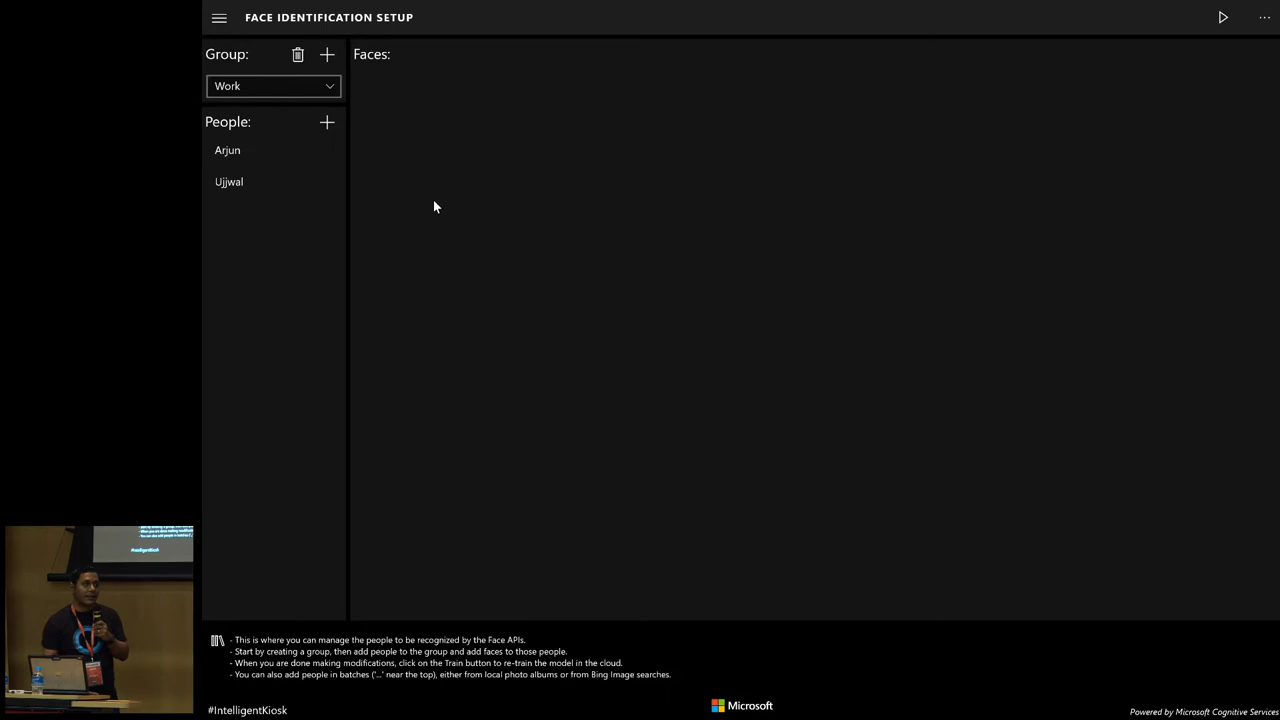 FACE IDENTIFICATION SETUP
...
Group:
Work
People:
Arjun
Ujjwal
Faces:
- This is where you can manage the people to be recognized by the Face APIs.
- Start by creating a group, then add people to the group and add faces to those people.
- When you are done making modifications, click on the Train button to re-train the model in the cloud.
- You can also add people in batches ('...' near the top), either from local photo albums or from Bing Image searches.
#IntelligentKiosk
Microsoft
Powered by Microsoft Cognitive Services
#IntelligentKiosk